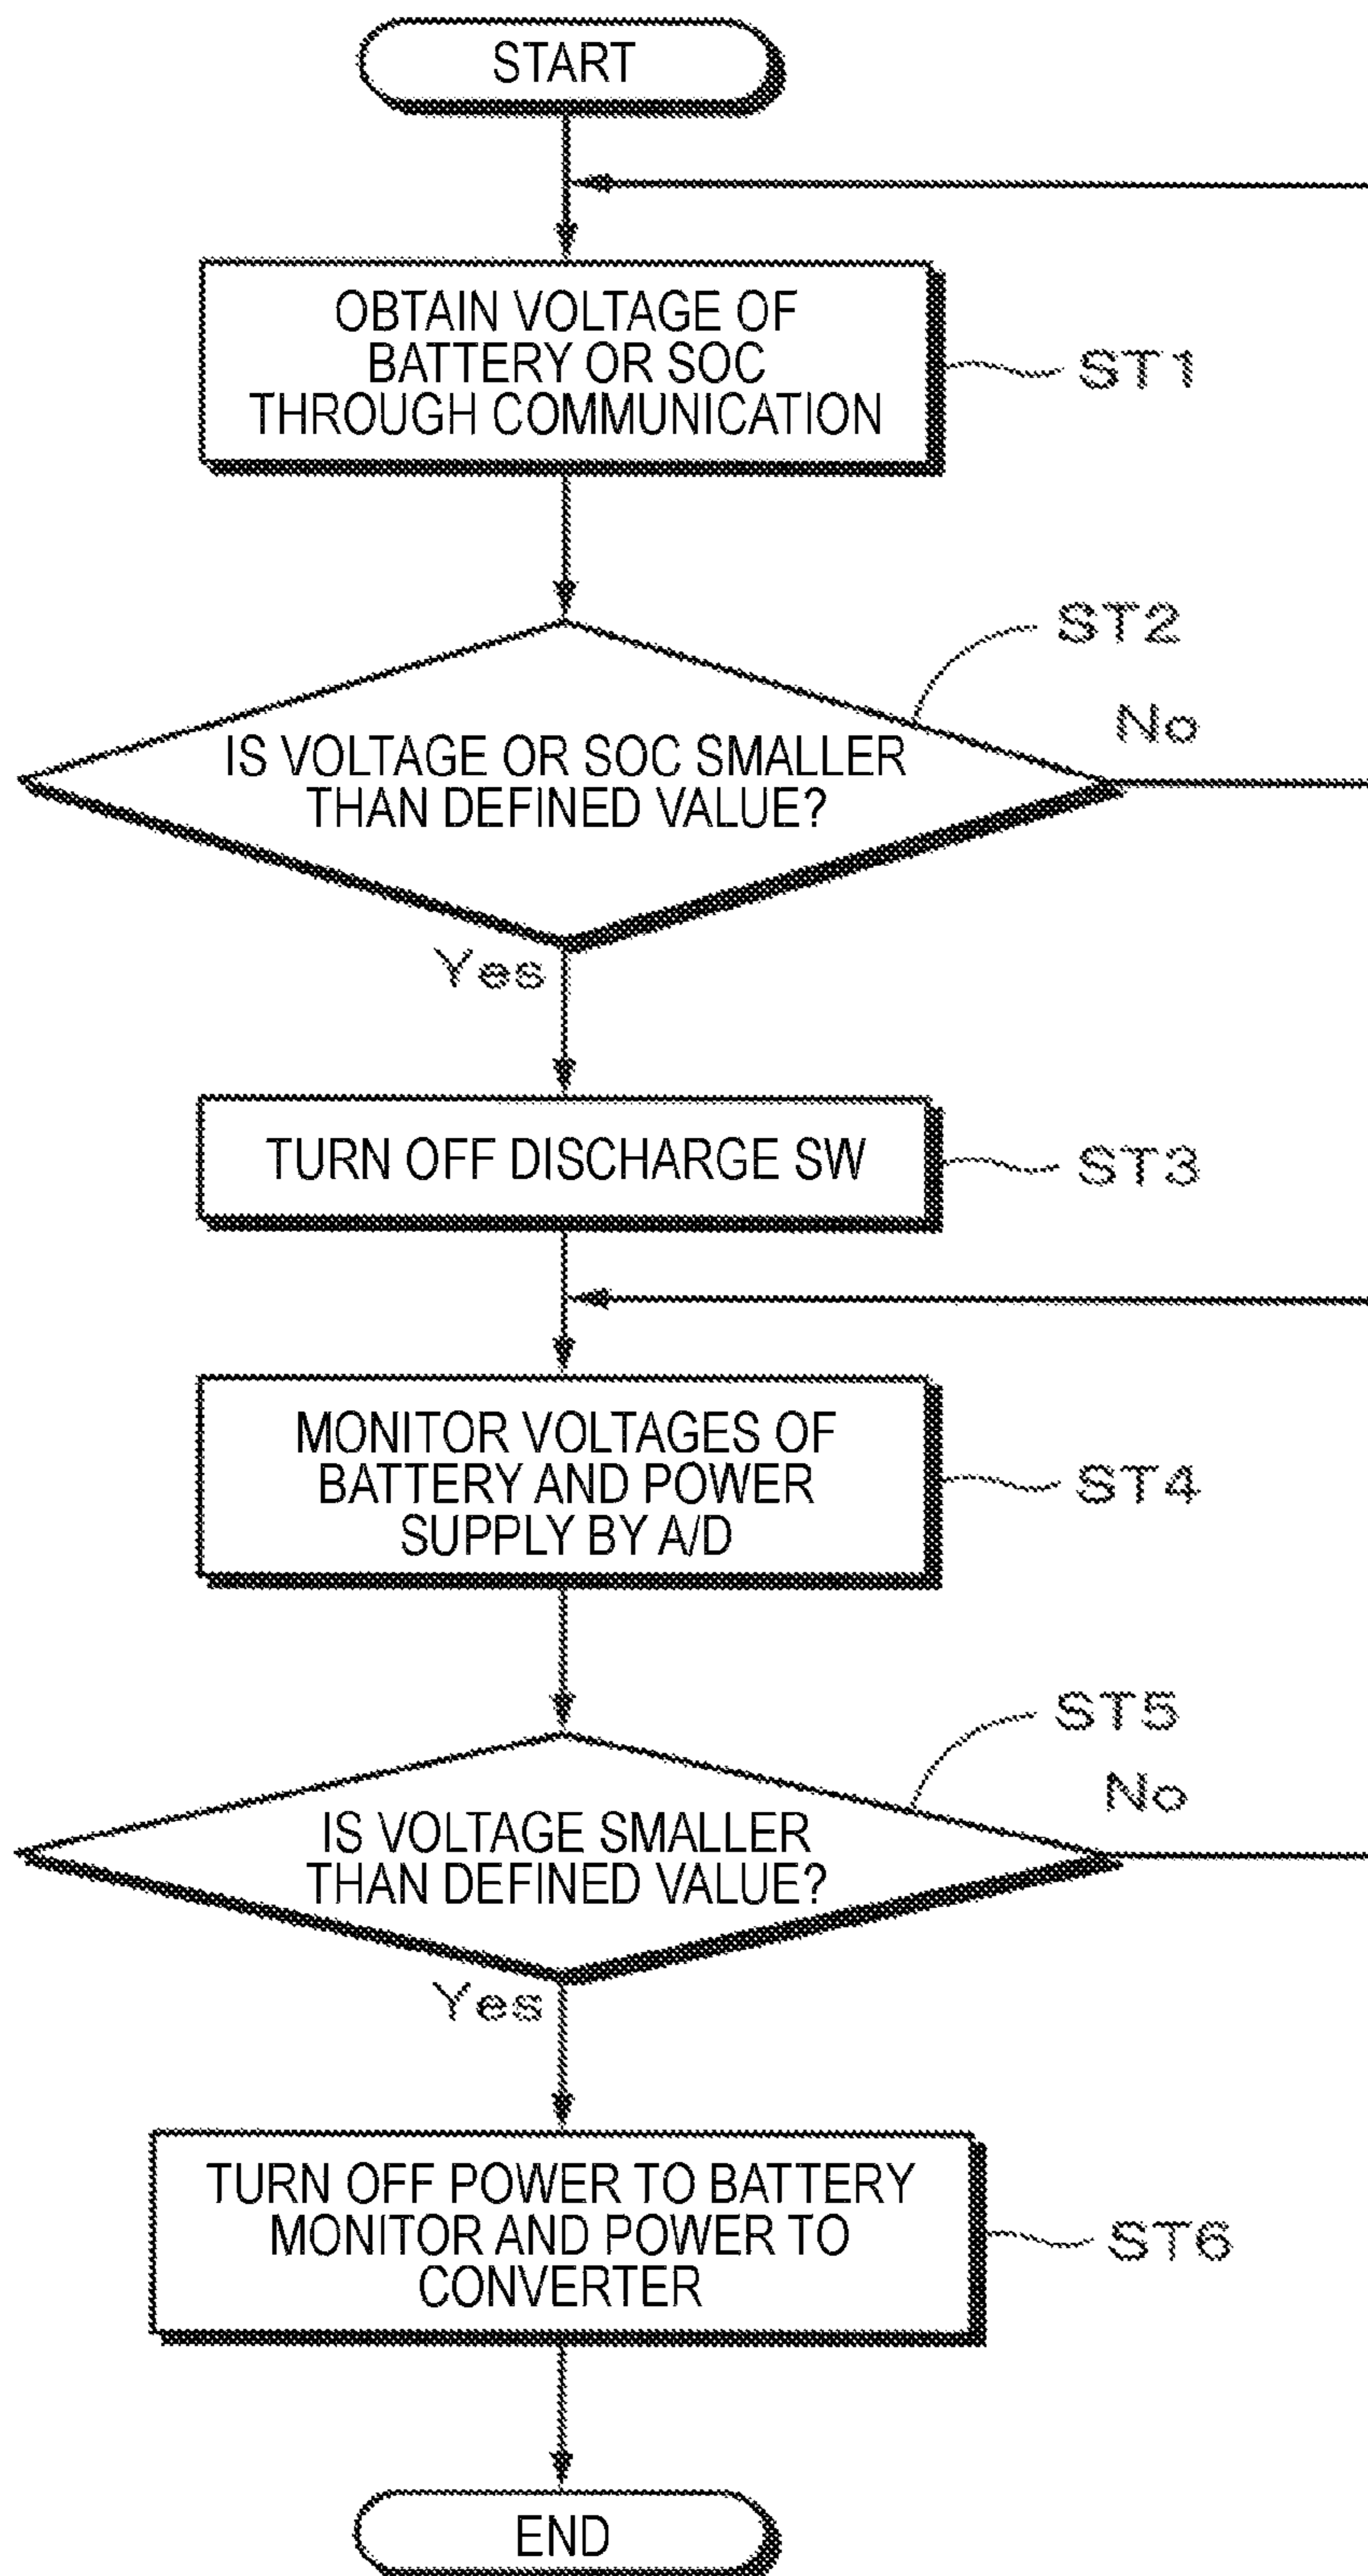 START
OBTAIN VOLTAGE OF
BATTERY OR SOC
THROUGH COMMUNICATION
ST1
ST2
No
IS VOLTAGE OR SOC SMALLER
THAN DEFINED VALUE?
Yes
TURN OFF DISCHARGE SW
ST3
MONITOR VOLTAGES OF
BATTERY AND POWER
SUPPLY BY A/D
ST4
ST5
No
IS VOLTAGE SMALLER
THAN DEFINED VALUE?
Yes
TURN OFF POWER TO BATTERY
MONITOR AND POWER TO
CONVERTER
ST6
END